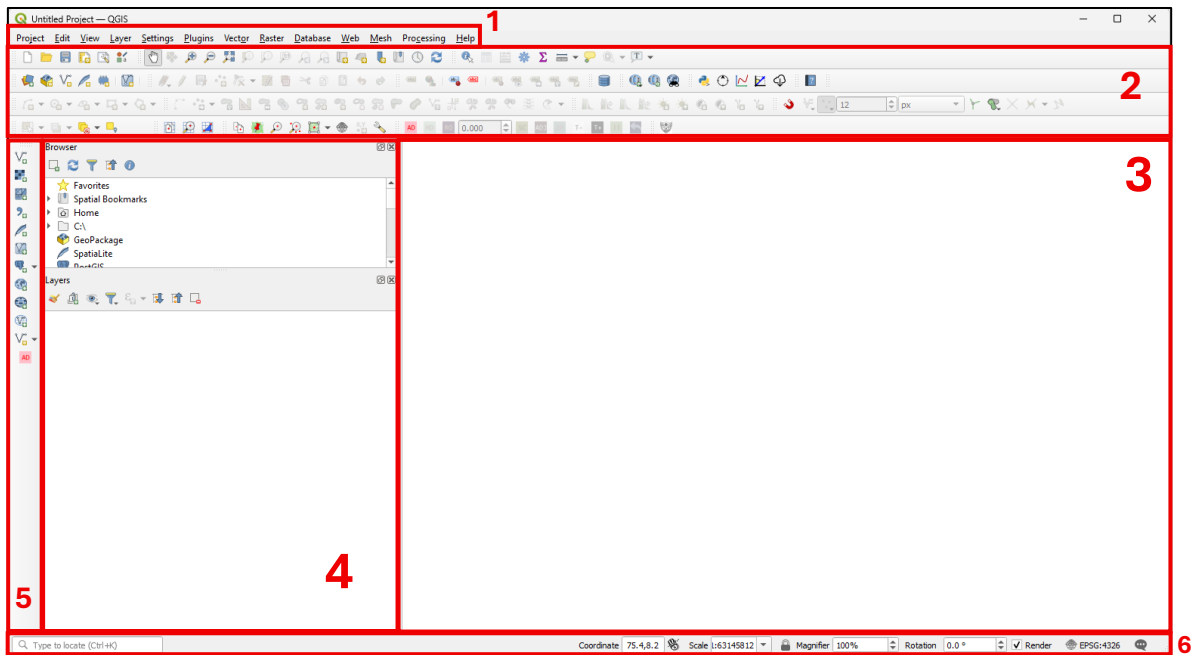 Untitled Project — QGIS
1
Project Edit View Layer Settings Plugins Vector Raster Database Web Mesh Processing Help
2
12 px
0.000
3
Browser
Favorites
Spatial Bookmarks
Home
C:\
GeoPackage
SpatiaLite
PostGIS
Layers
AD
4
5
Type to locate (Ctrl+K) Coordinate 75.4,8.2 Scale 1:63145812 Magnifier 100% Rotation 0.0 ° Render EPSG:4326
6